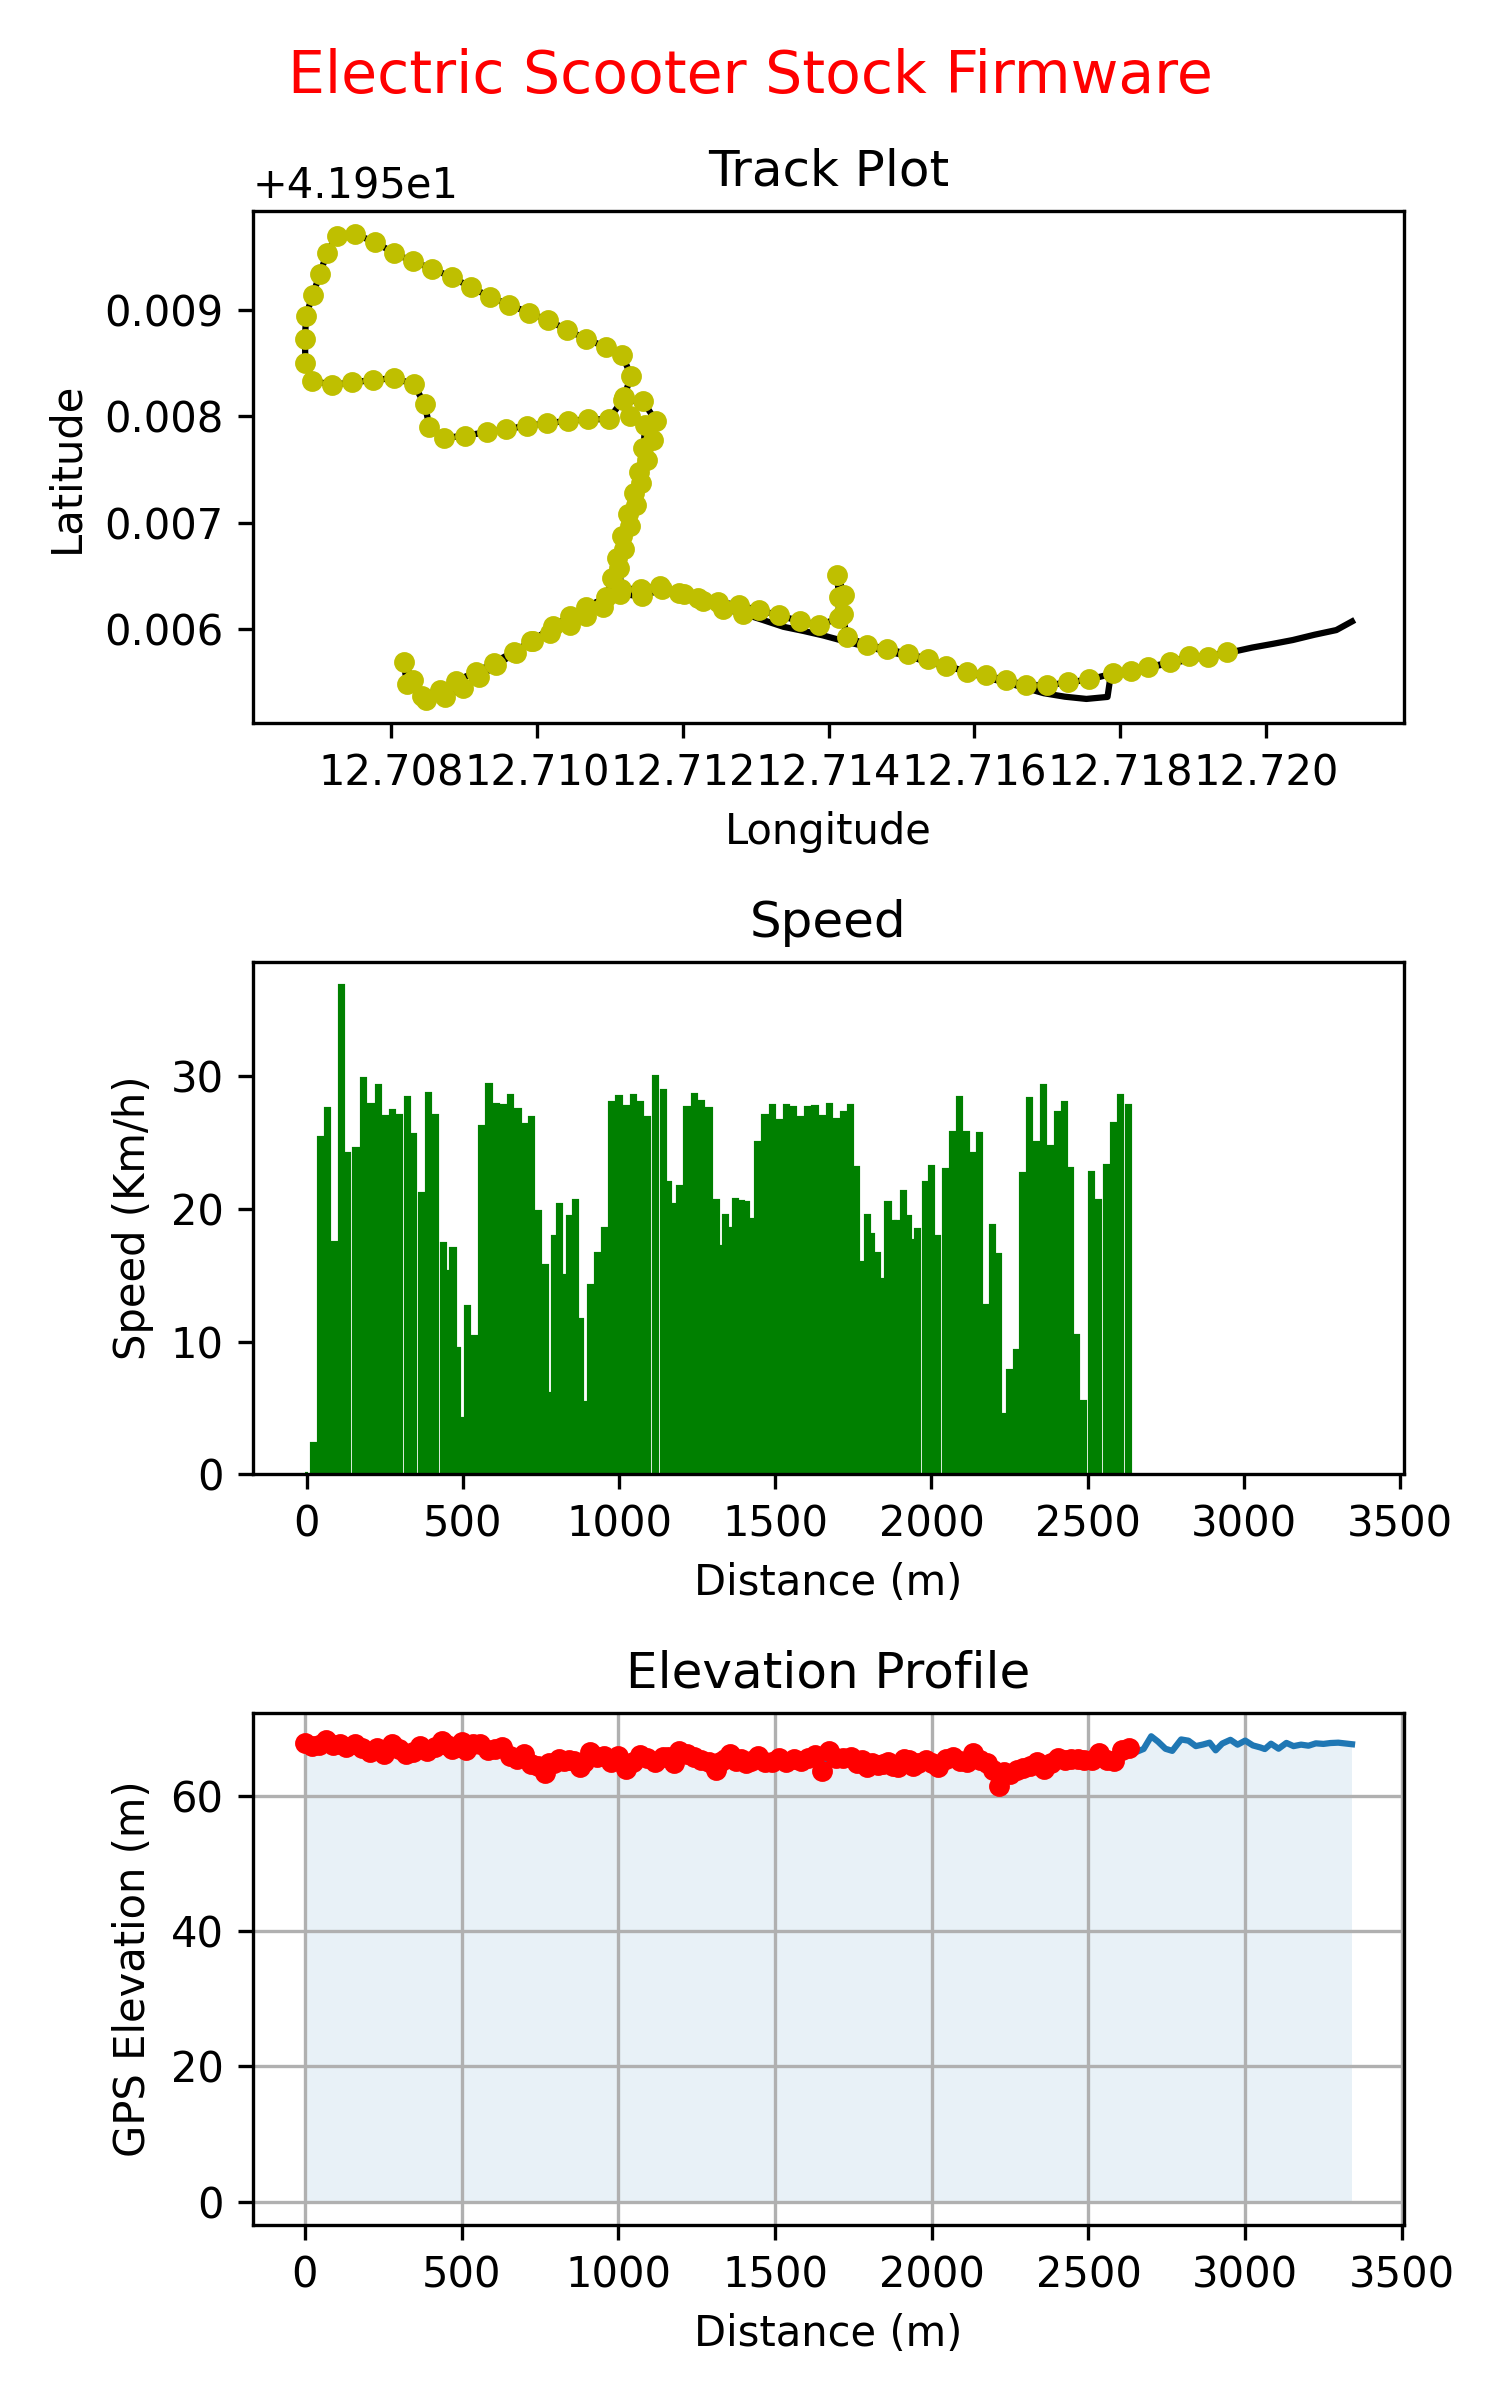 Electric Scooter Stock Firmware
Track Plot
+4.195e1
0.009
0.008
0.007
0.006
Latitude
12.708 12.710 12.712 12.714 12.716 12.718 12.720
Longitude
Speed
30
20
10
0
Speed (Km/h)
0 500 1000 1500 2000 2500 3000 3500
Distance (m)
Elevation Profile
60
40
20
0
GPS Elevation (m)
0 500 1000 1500 2000 2500 3000 3500
Distance (m)